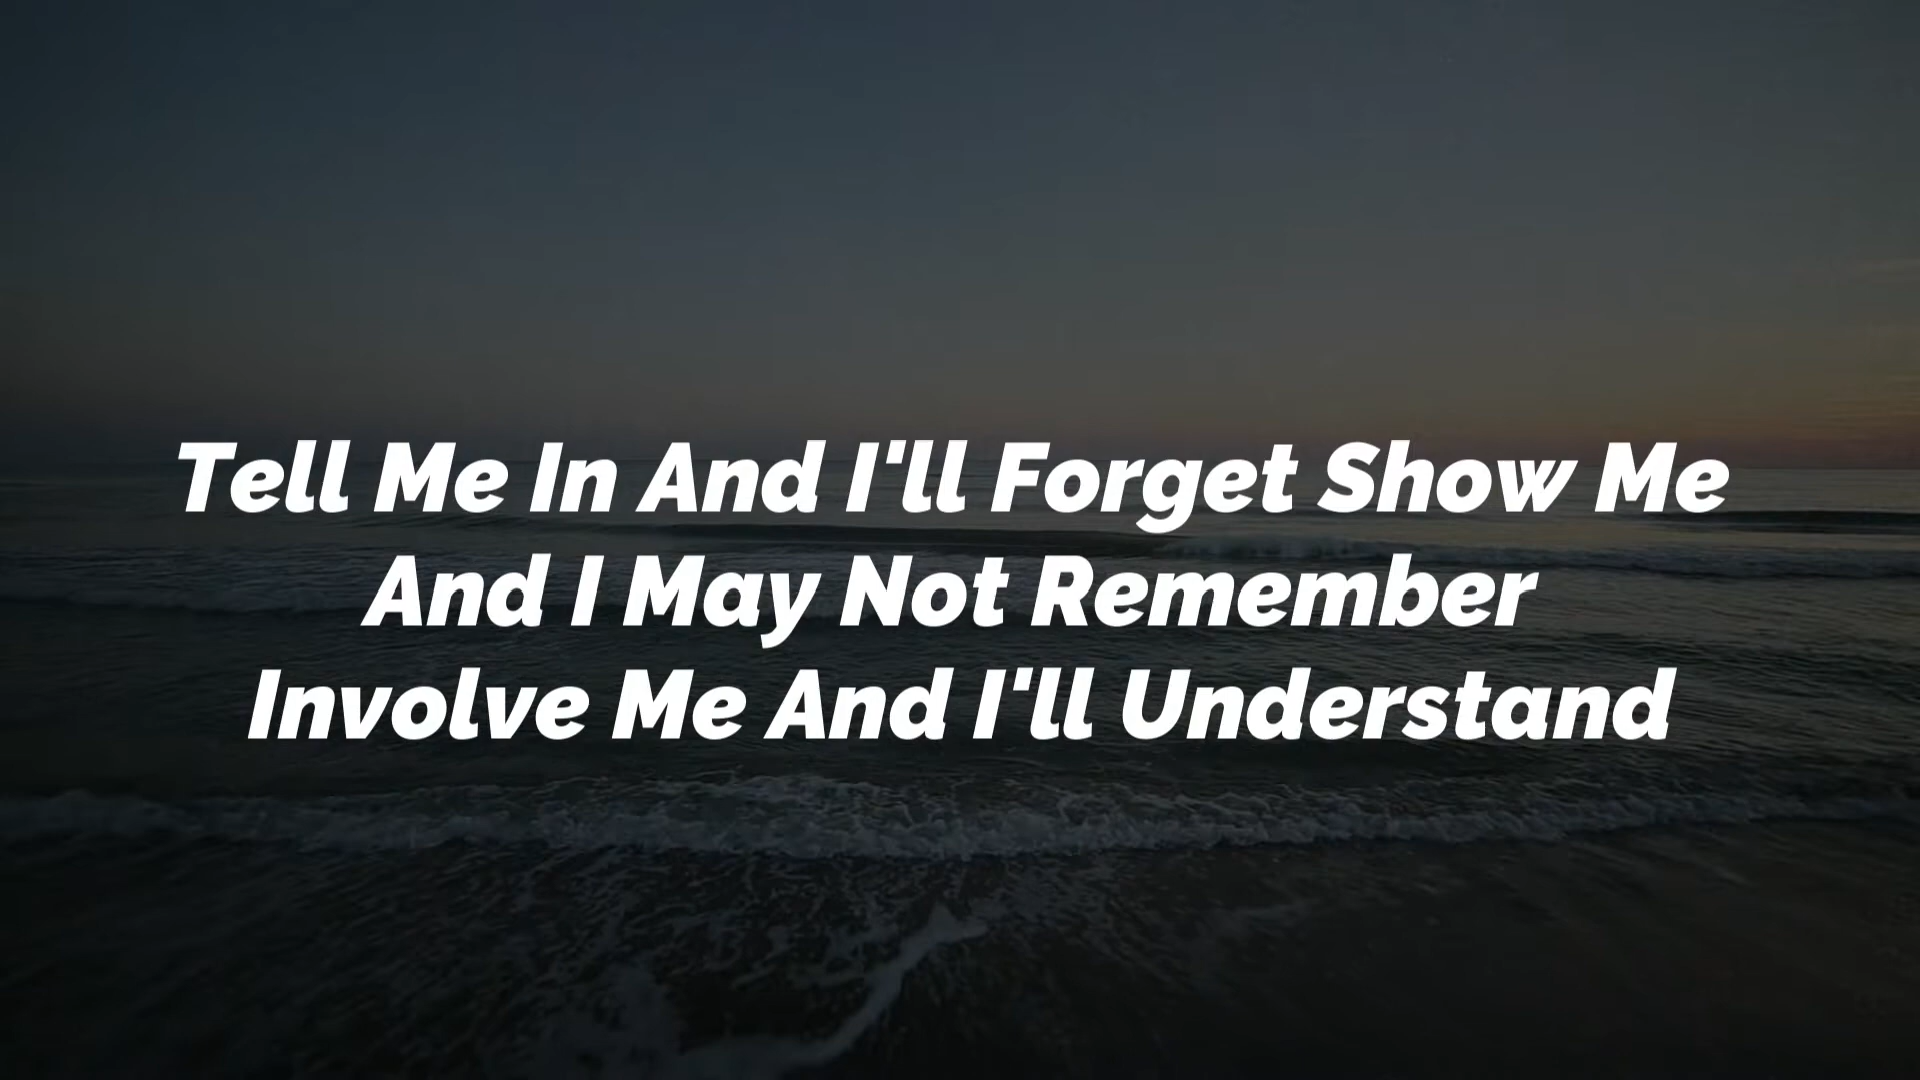 Tell Me In And I'll Forget Show Me
And I May Not Remember
Involve Me And I'll Understand